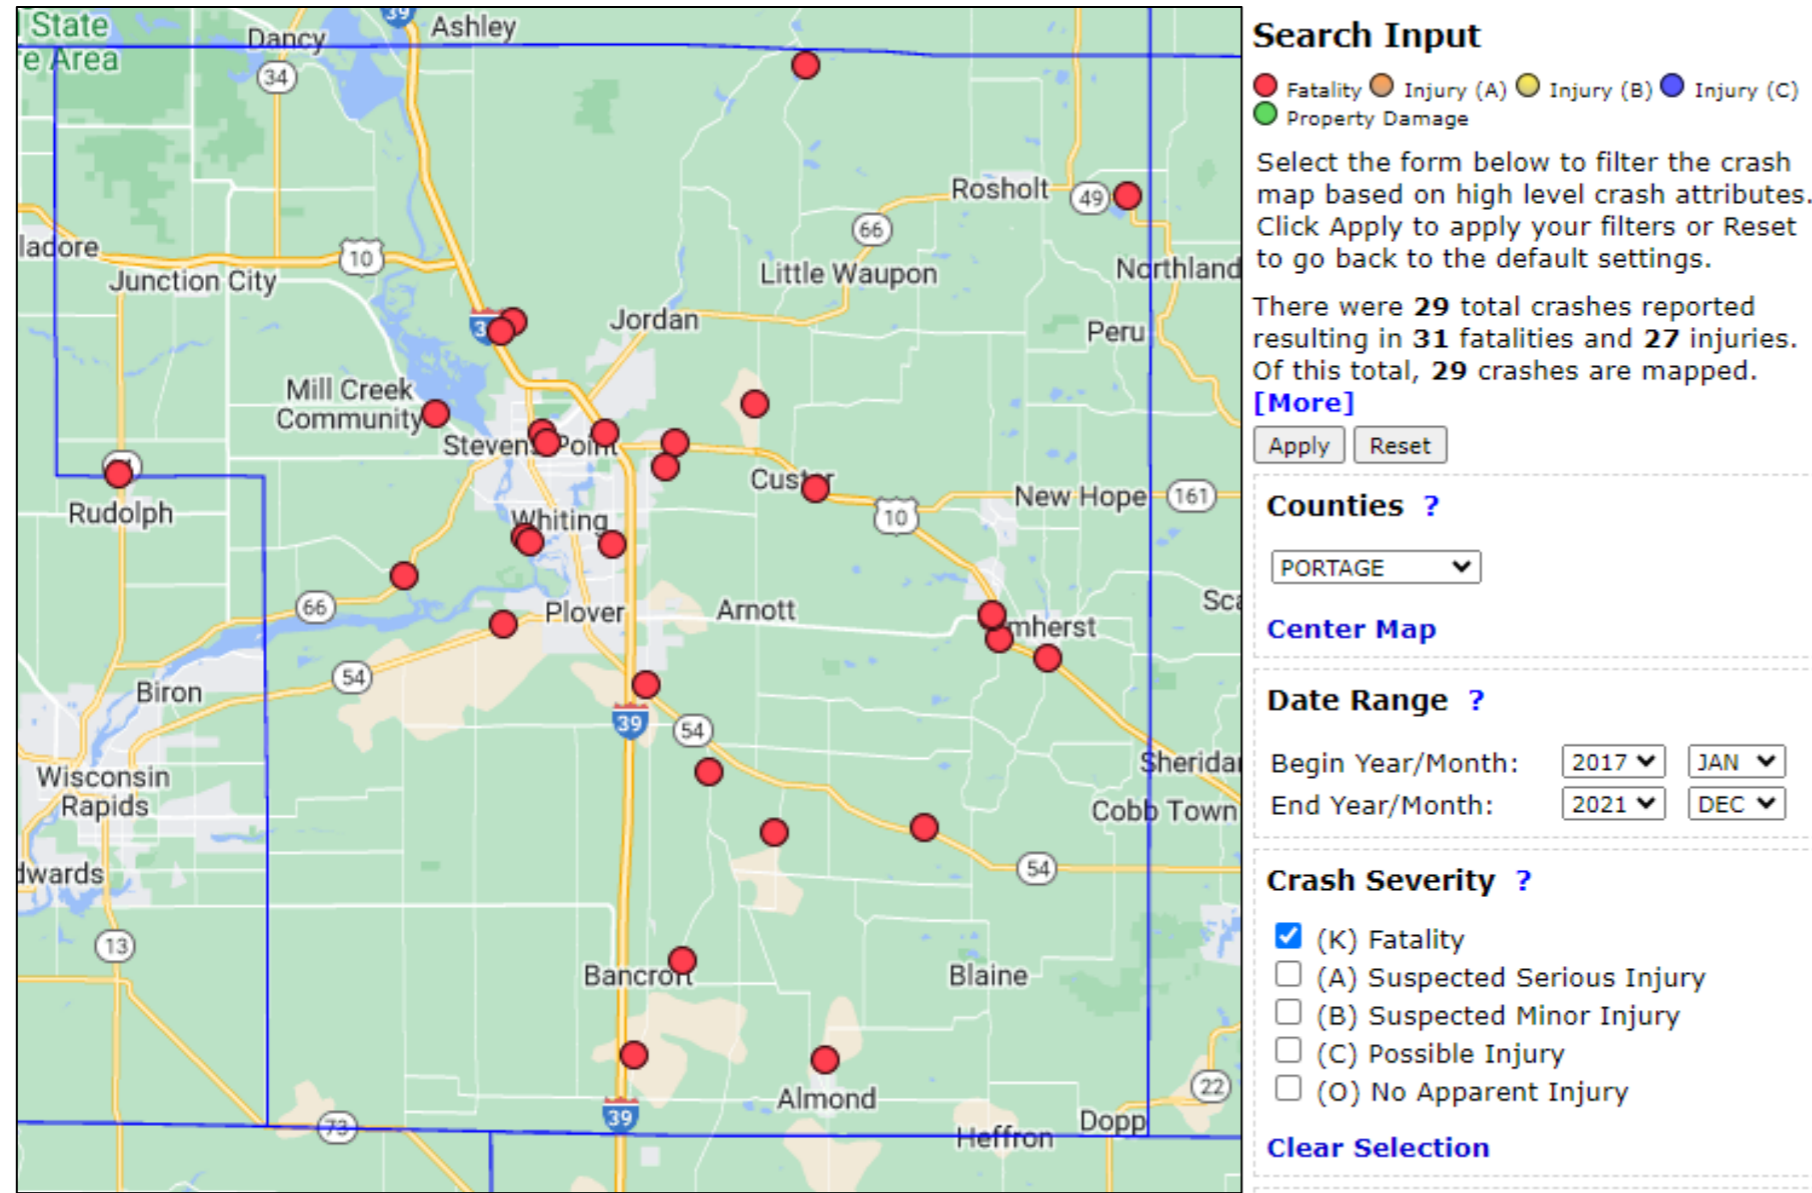 State
e Area
Dancy
39
Ashley
34
Rosholt
49
66
ladore
10
Junction City
Little Waupon
Northland
Jordan
Peru
Mill Creek
Community
Stevens Point
Custer
New Hope
161
10
Rudolph
Whiting
66
Plover
Arnott
mherst
54
Biron
39
54
Wisconsin
Rapids
Sheridan
Cobb Town
dwards
54
13
Bancroft
Blaine
Almond
22
39
73
Dopp
Heffron
Search Input
Fatality Injury (A) Injury (B) Injury (C)
Property Damage
Select the form below to filter the crash
map based on high level crash attributes.
Click Apply to apply your filters or Reset
to go back to the default settings.
There were 29 total crashes reported
resulting in 31 fatalities and 27 injuries.
Of this total, 29 crashes are mapped.
[More]
Apply Reset
Counties ?
PORTAGE
Center Map
Date Range ?
Begin Year/Month: 2017 JAN
End Year/Month: 2021 DEC
Crash Severity ?
(K) Fatality
(A) Suspected Serious Injury
(B) Suspected Minor Injury
(C) Possible Injury
(O) No Apparent Injury
Clear Selection